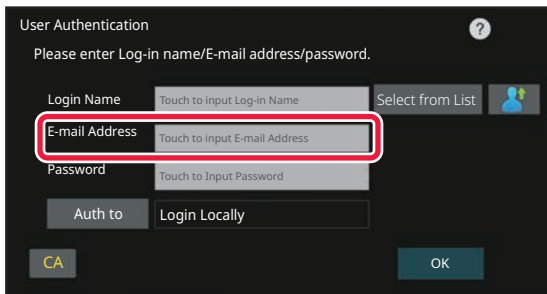 User Authentication
?
Please enter Log-in name/E-mail address/password.
Login Name
Touch to input Log-in Name
Select from List
E-mail Address
Touch to input E-mail Address
Password
Touch to Input Password
Auth to
Login Locally
CA
OK